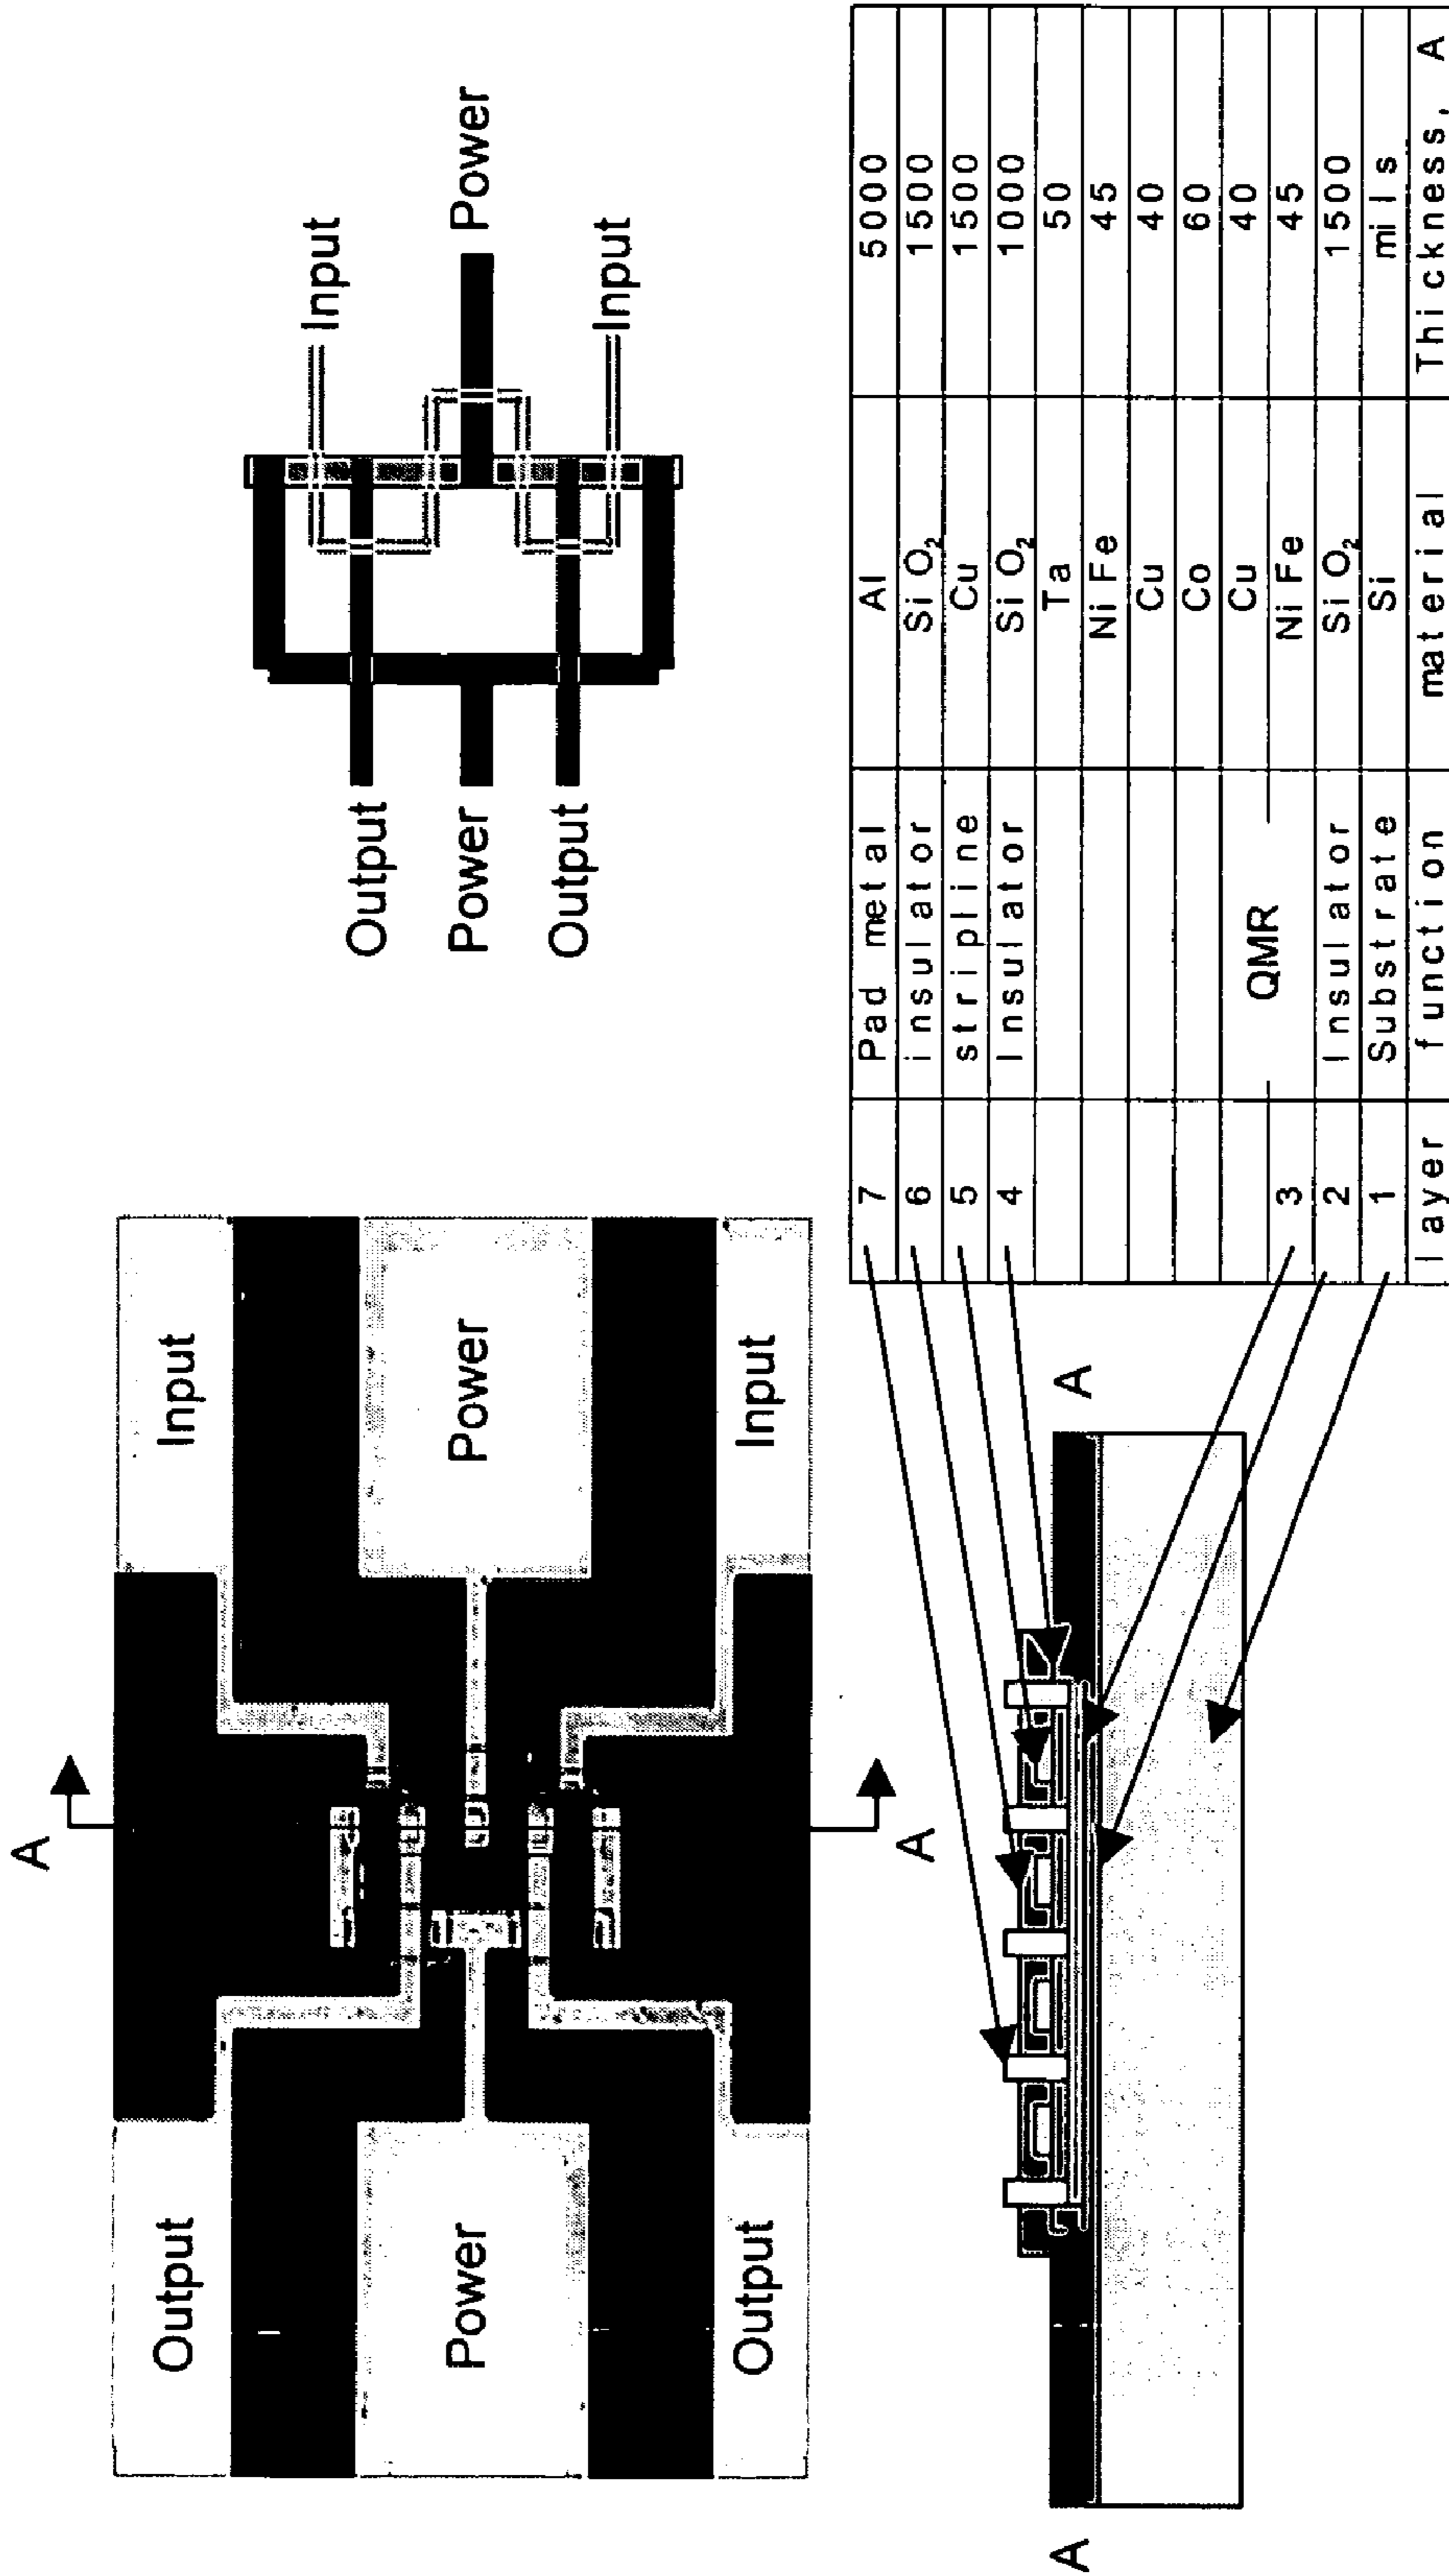 A
Output Input
Power Power
Output Input
A
Input
Output
Power Power
Output
Input
A A
7 Pad metal Al 5000
6 insulator SiO₂ 1500
5 stripline Cu 1500
4 Insulator SiO₂ 1000
Ta 50
NiFe 45
Cu 40
Co 60
QMR Cu 40
3 NiFe 45
2 Insulator SiO₂ 1500
1 Substrate Si mils
layer function material Thickness, A